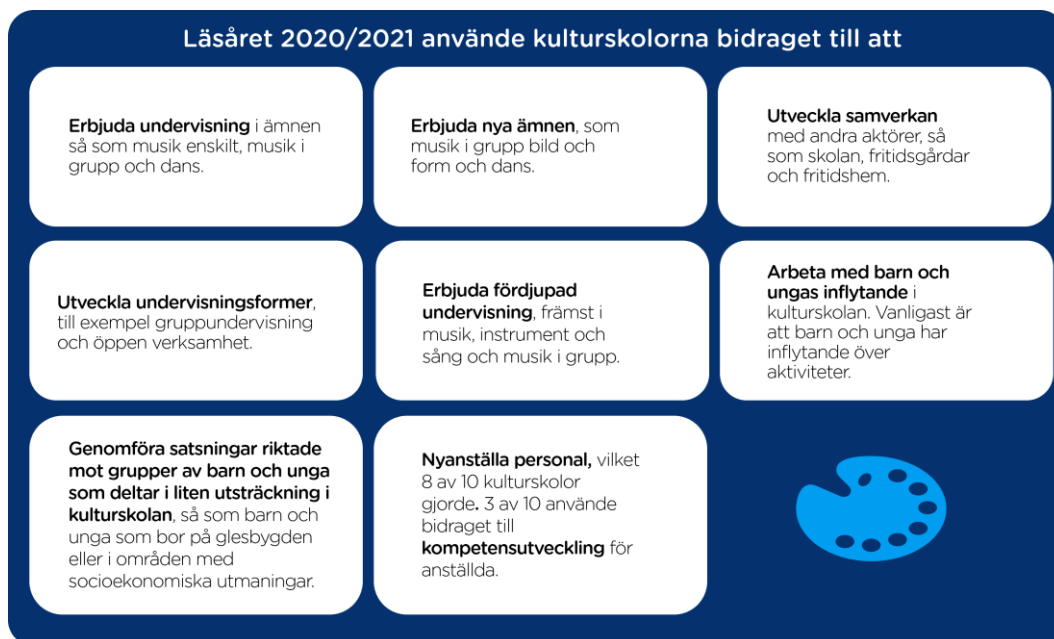 Läsåret 2020/2021 använde kulturskolorna bidraget till att
Erbjuda undervisning i ämnen
så som musik enskilt, musik i
grupp och dans.
Erbjuda nya ämnen, som
musik i grupp bild och
form och dans.
Utveckla samverkan
med andra aktörer, så
som skolan, fritidsgårdar
och fritidshem.
Utveckla undervisningsformer,
till exempel gruppundervisning
och öppen verksamhet.
Erbjuda fördjupad
undervisning, främst i
musik, instrument och
sång och musik i grupp.
Arbeta med barn och
ungas inflytande i
kulturskolan. Vanligast är
att barn och unga har
inflytande över
aktiviteter.
Genomföra satsningar riktade
mot grupper av barn och unga
som deltar i liten utsträckning i
kulturskolan, så som barn och
unga som bor på glesbygden
eller i områden med
socioekonomiska utmaningar.
Nyanställa personal, vilket
8 av 10 kulturskolor
gjorde. 3 av 10 använde
bidraget till
kompetensutveckling för
anställda.